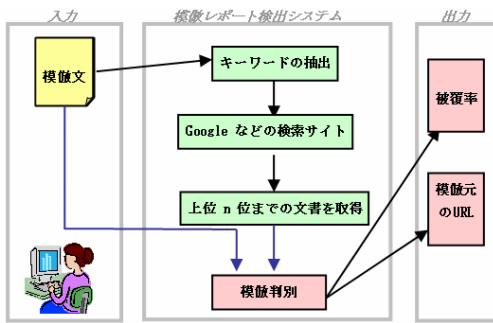 入力
模倣レポート検出システム
出力
模倣文
キーワードの抽出
Google などの検索サイト
上位 n 位までの文書を取得
模倣判別
被覆率
模倣元
のURL